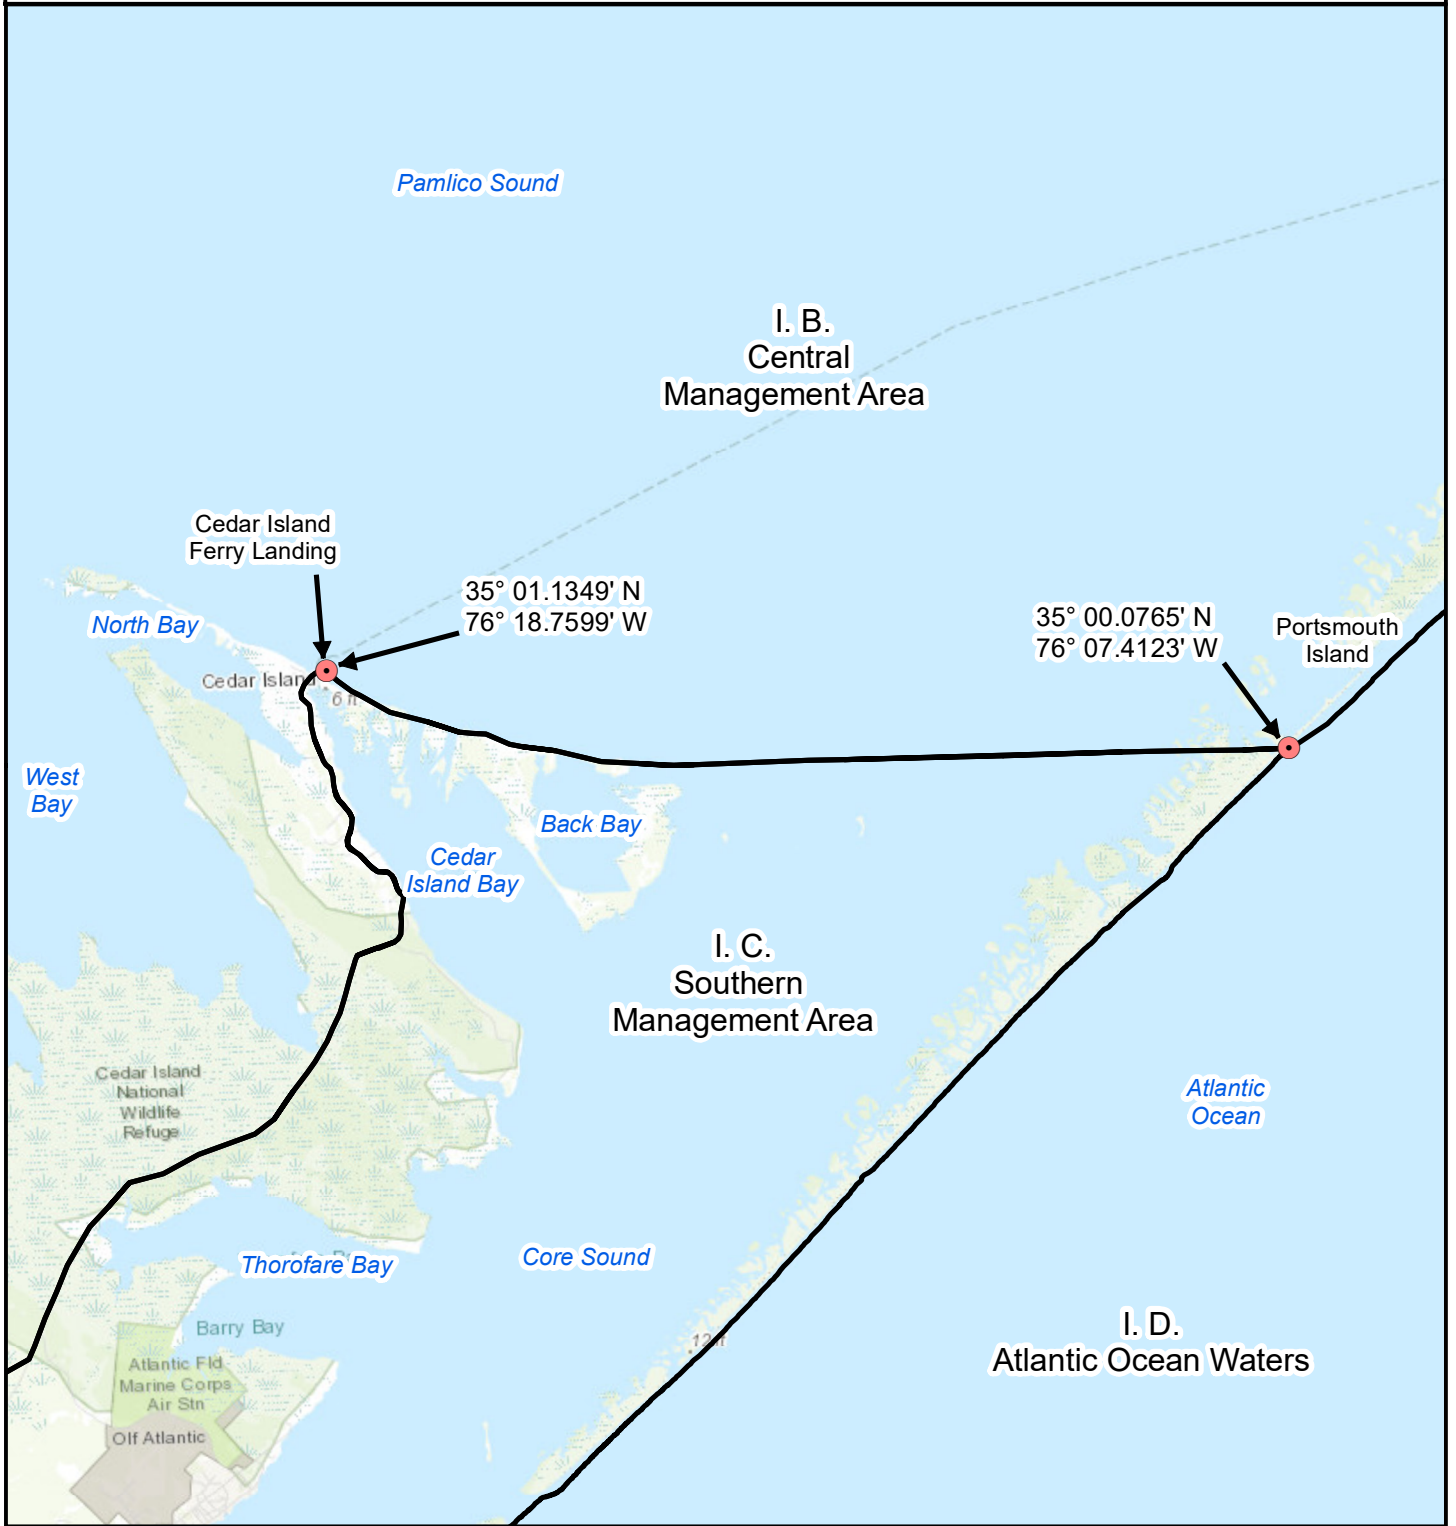 Pamlico Sound
I. B.
Central
Management Area
Cedar Island
Ferry Landing
35° 01.1349' N
76° 18.7599' W
35° 00.0765' N
76° 07.4123' W
Portsmouth
Island
North Bay
Cedar Island
6 ft
West
Bay
Back Bay
Cedar
Island Bay
I. C.
Southern
Management Area
Cedar Island
National
Wildlife
Refuge
Atlantic
Ocean
Thorofare Bay
Core Sound
Barry Bay
12 ft
I. D.
Atlantic Ocean Waters
Atlantic Fld
Marine Corps
Air Stn
Olf Atlantic